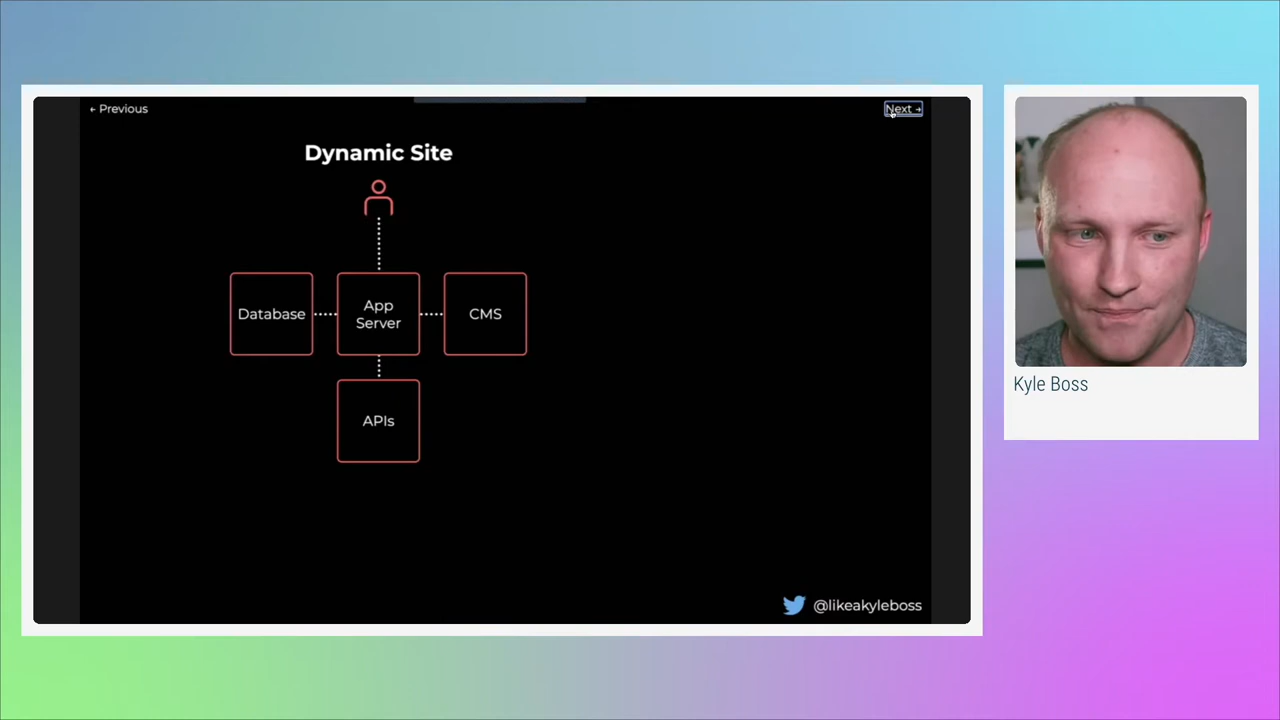 ← Previous
Next →
Dynamic Site
Database
App
Server
CMS
APIs
@likeakyleboss
Kyle Boss